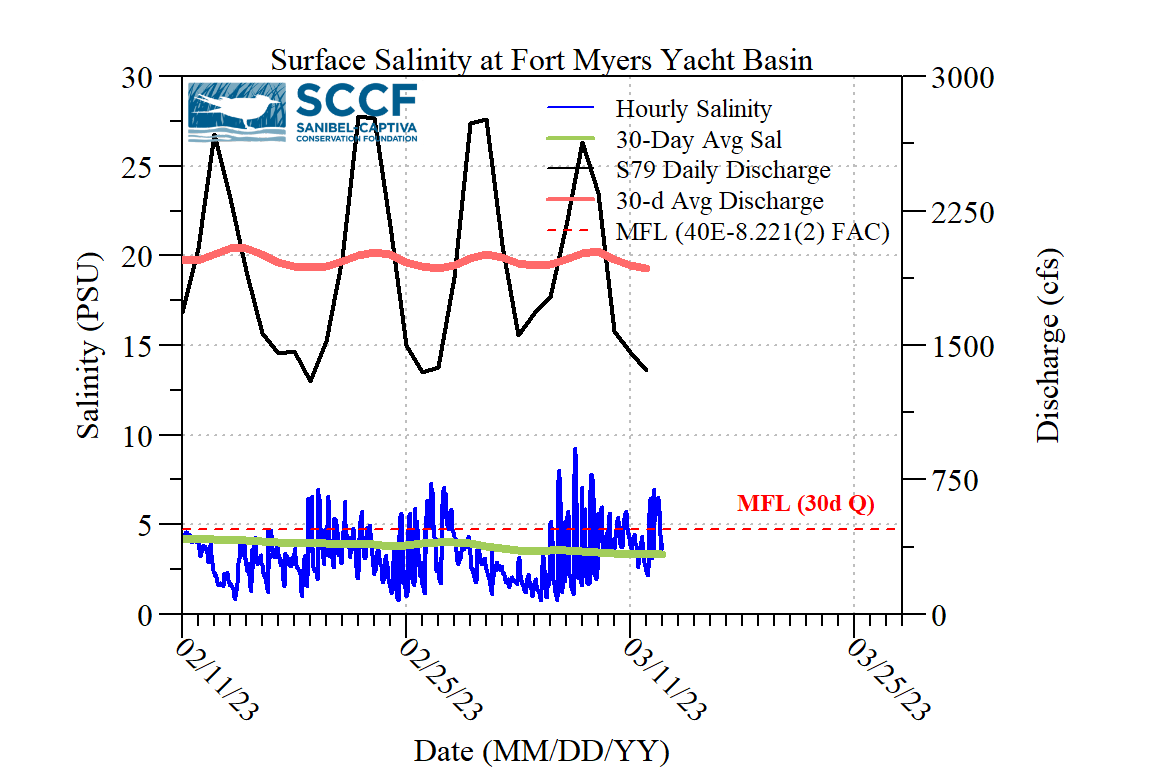 Surface Salinity at Fort Myers Yacht Basin
SCCF
SANIBEL-CAPTIVA
CONSERVATION FOUNDATION
Hourly Salinity
30-Day Avg Sal
S79 Daily Discharge
30-d Avg Discharge
MFL (40E-8.221(2) FAC)
MFL (30d Q)
Salinity (PSU)
30
25
20
15
10
5
0
Discharge (cfs)
3000
2250
1500
750
0
02/11/23
02/25/23
03/11/23
03/25/23
Date (MM/DD/YY)